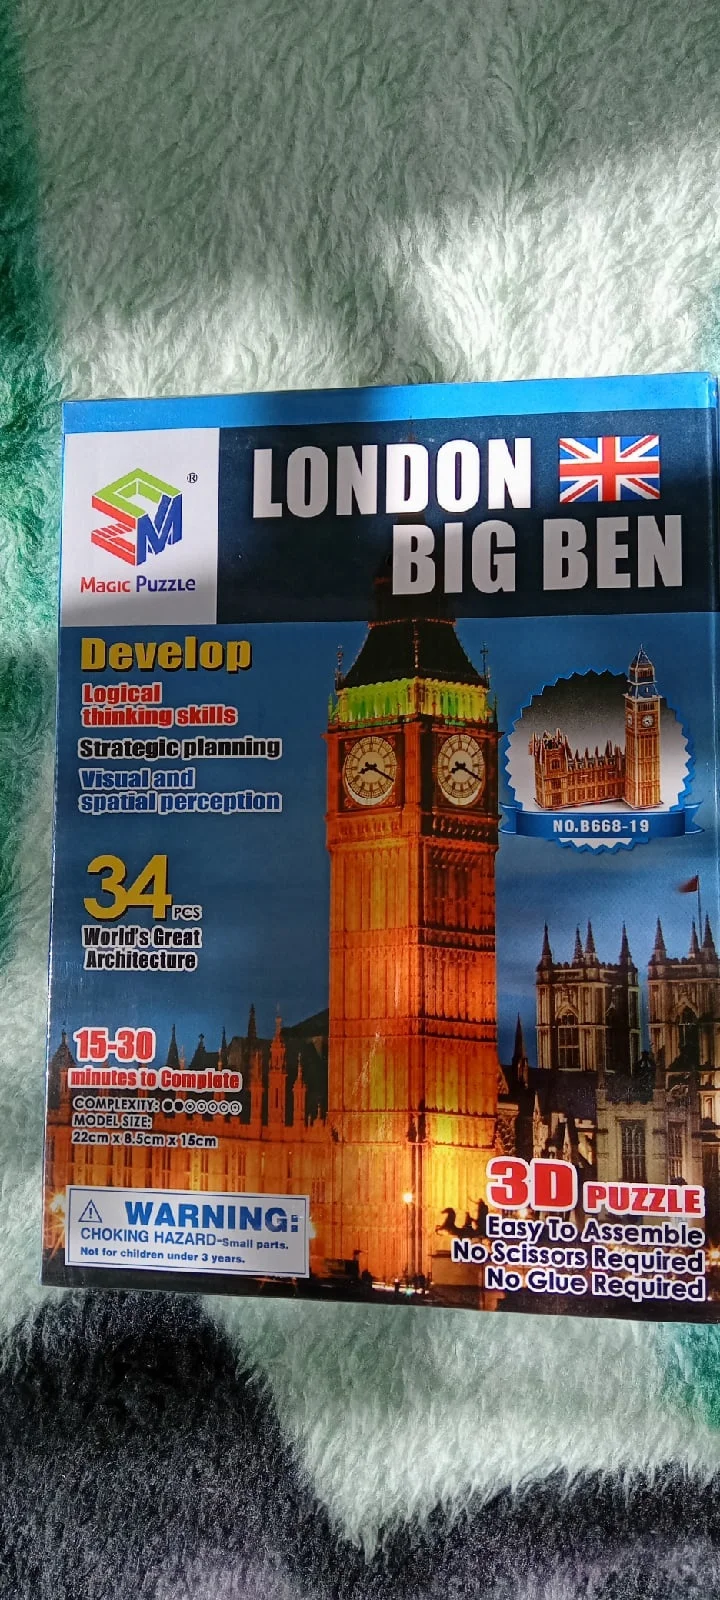 LONDON
BIG BEN
®
MAGIC PUZZLE
Develop
Logical
thinking skills
Strategic planning
Visual and
spatial perception
NO.B668-19
34 PCS
World's Great
Architecture
15-30
minutes to Complete
COMPLEXITY:
MODEL SIZE:
22cm x 8.5cm x 15cm
WARNING:
CHOKING HAZARD-Small parts.
Not for children under 3 years.
3D PUZZLE
Easy To Assemble
No Scissors Required
No Glue Required